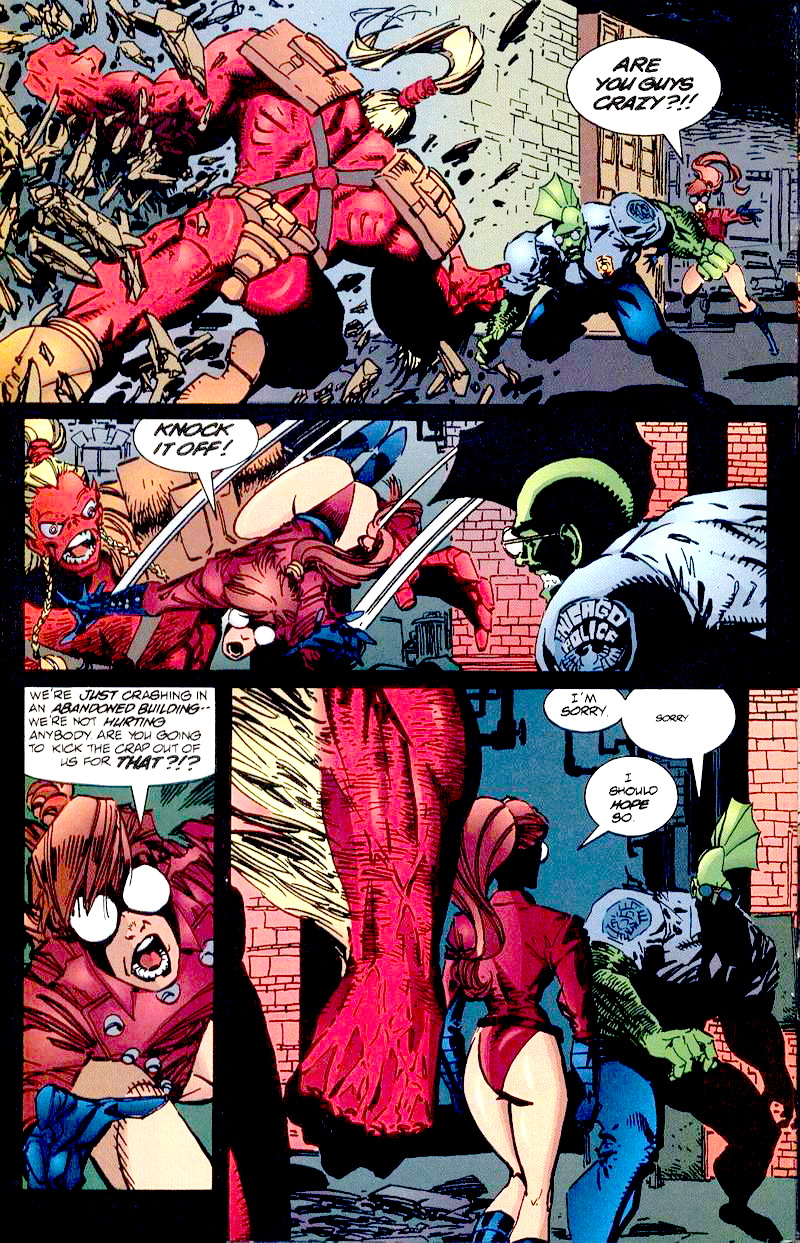 ARE
YOU GUYS
CRAZY?!!
KNOCK
IT OFF!
CHICAGO
POLICE
WE'RE JUST CRASHING IN
AN ABANDONED BUILDING--
WE'RE NOT HURTING
ANYBODY. ARE YOU GOING
TO KICK THE CRAP OUT OF
US FOR THAT?!?
I'M
SORRY.
SORRY
I
SHOULD
HOPE
SO.